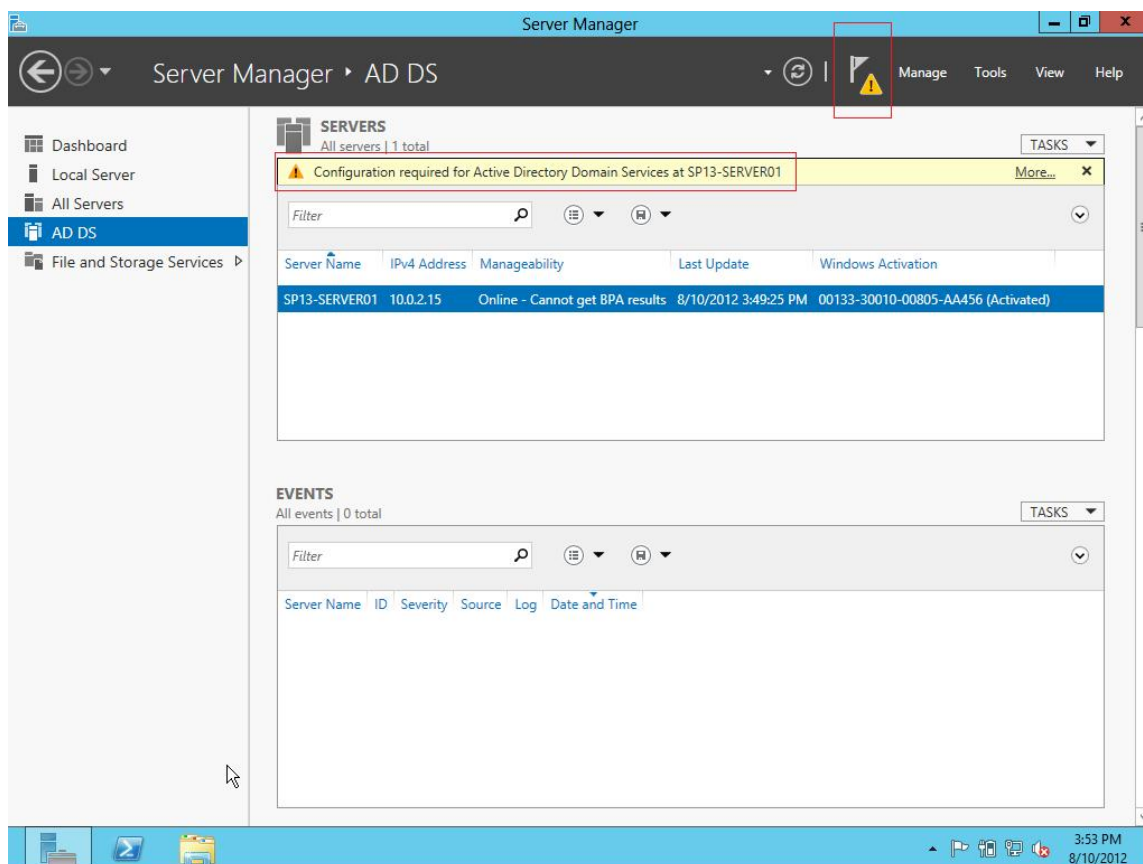 Server Manager
Server Manager ‣ AD DS
Manage Tools View Help
Dashboard
Local Server
All Servers
AD DS
File and Storage Services
SERVERS
All servers | 1 total
TASKS
Configuration required for Active Directory Domain Services at SP13-SERVER01 More...
Filter
Server Name IPv4 Address Manageability Last Update Windows Activation
SP13-SERVER01 10.0.2.15 Online - Cannot get BPA results 8/10/2012 3:49:25 PM 00133-30010-00805-AA456 (Activated)
EVENTS
All events | 0 total
TASKS
Filter
Server Name ID Severity Source Log Date and Time
3:53 PM
8/10/2012